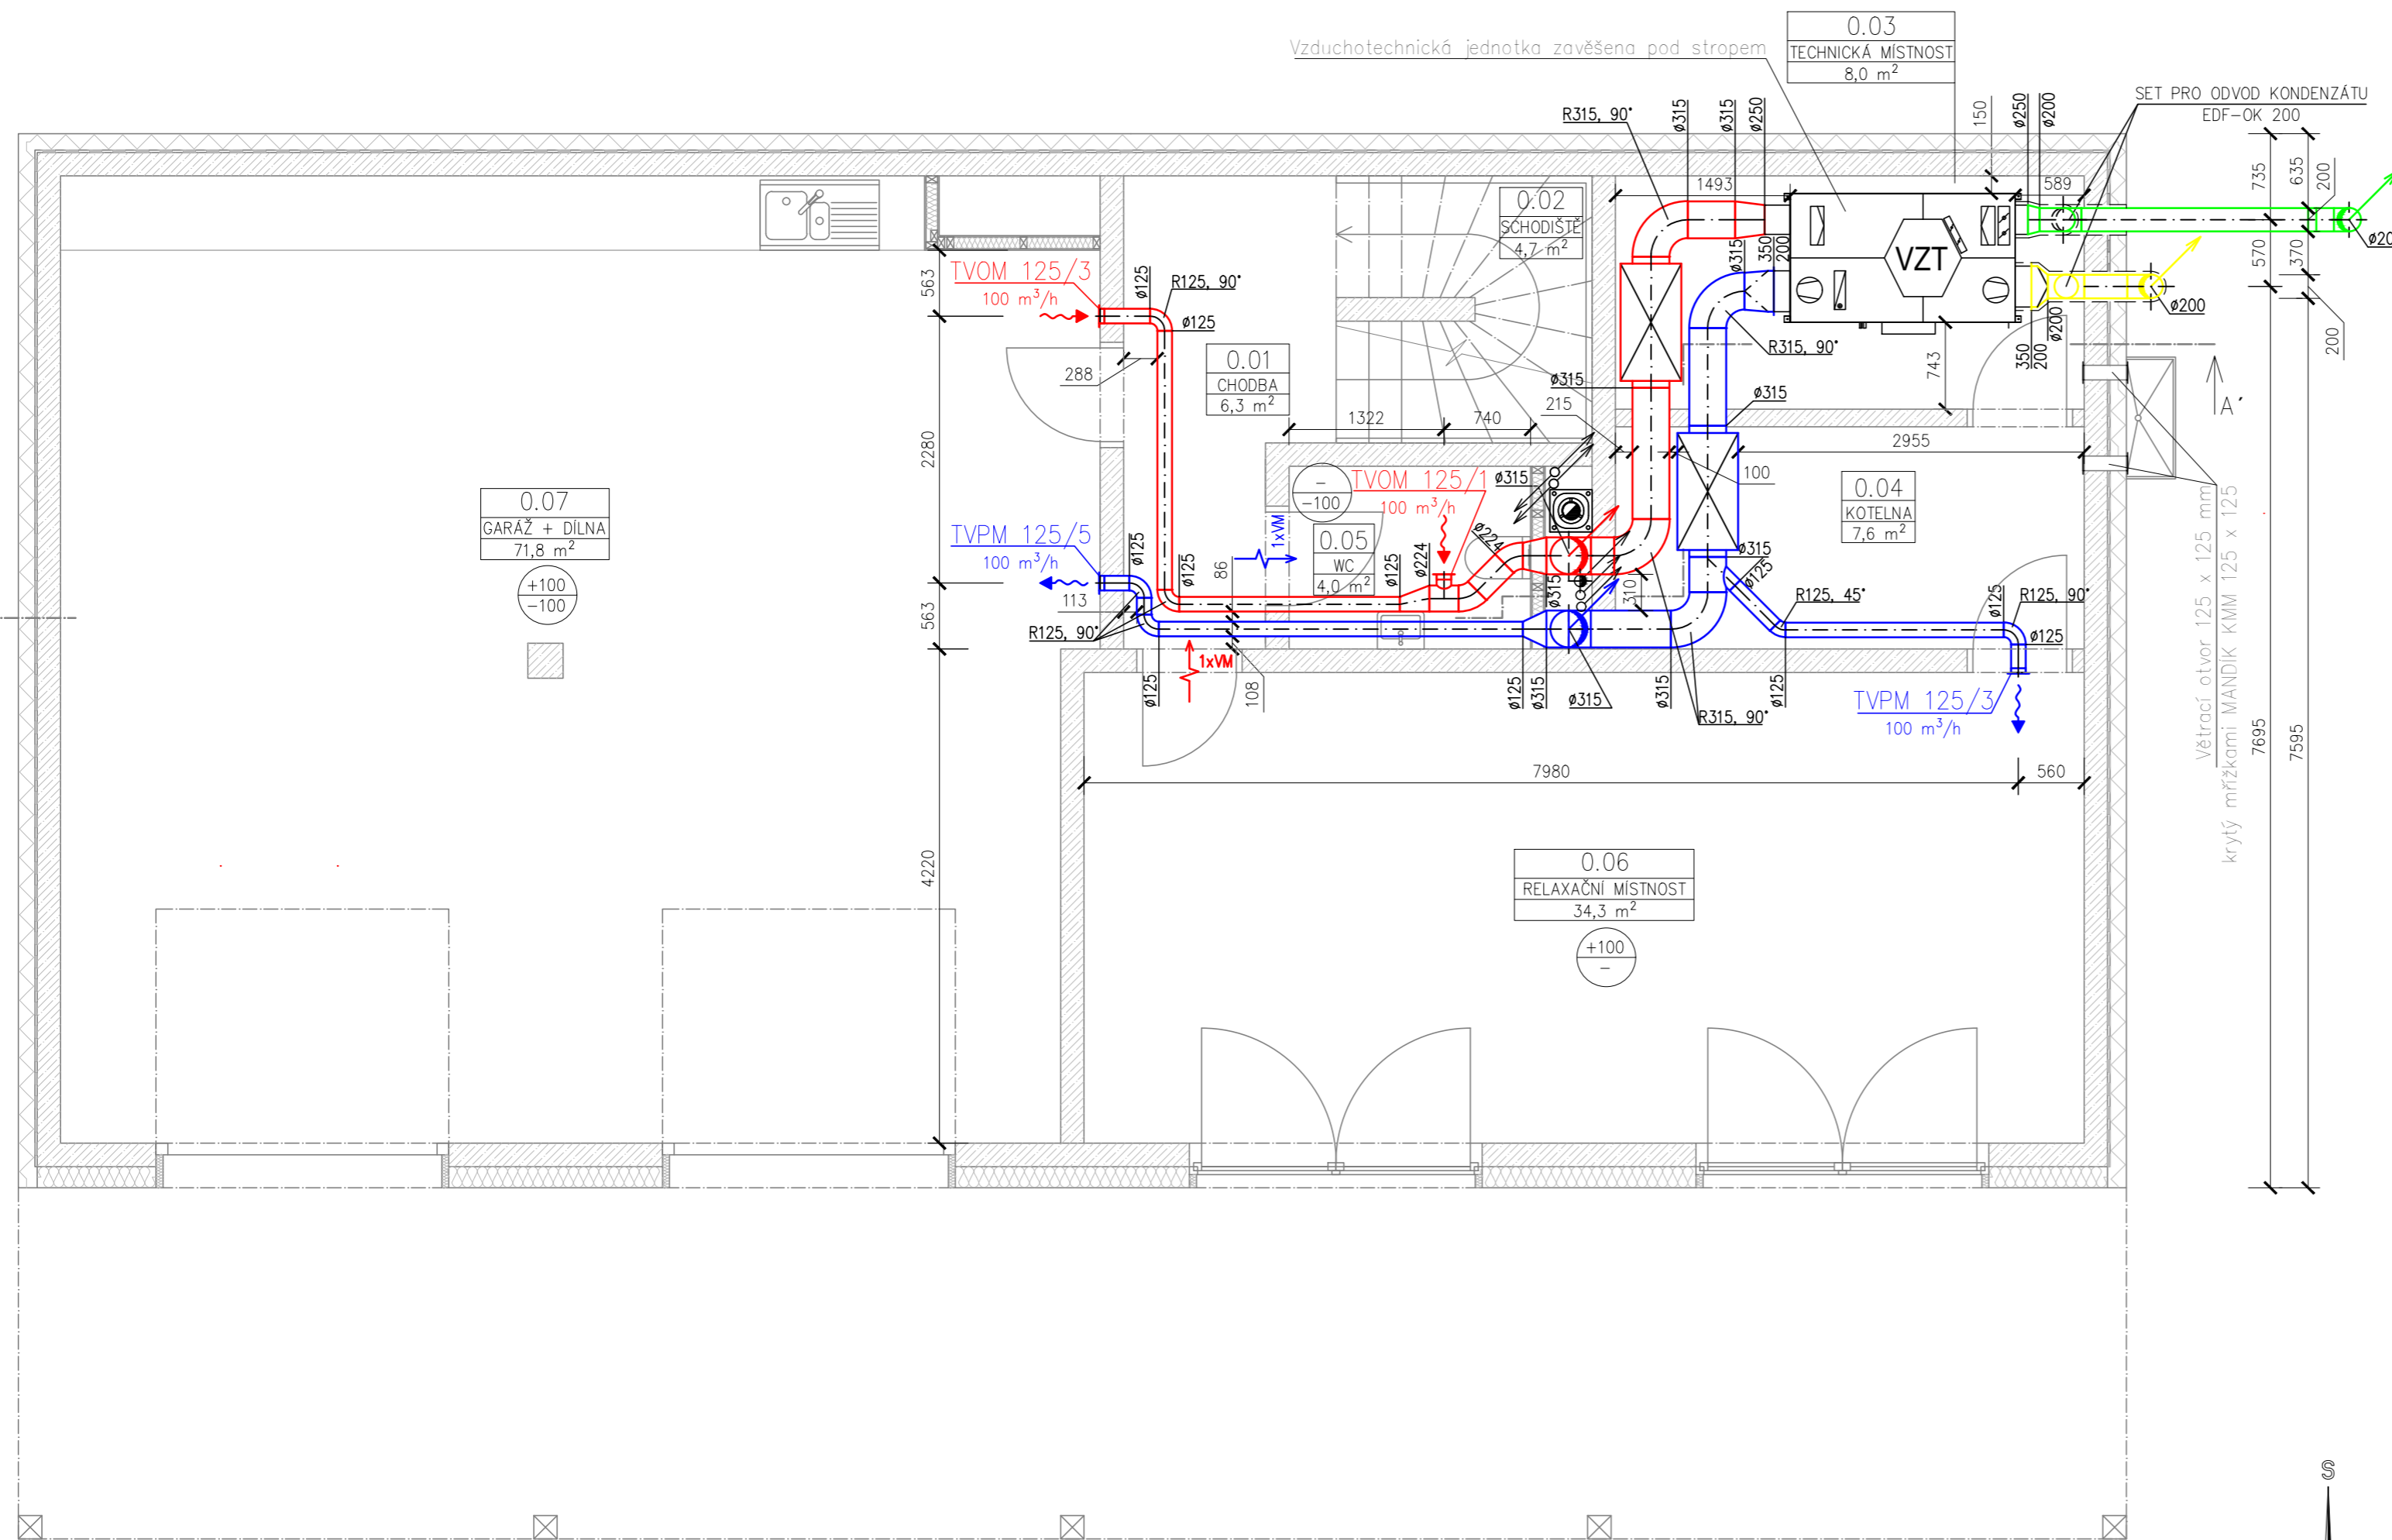 Vzduchotechnická jednotka zavěšena pod stropem
0.03
TECHNICKÁ MÍSTNOST
8,0 m²
SET PRO ODVOD KONDENZÁTU
EDF-OK 200
R315, 90°
ø315
ø315
ø250
150
ø250
ø200
735
635
200
1493
589
0.02
SCHODIŠTĚ
4,7 m²
VZT
570
370
ø200
200
TVOM 125/3
100 m³/h
563
ø125
R125, 90°
ø125
ø315
350
200
R315, 90°
350
200
ø200
743
288
0.01
CHODBA
6,3 m²
ø315
215
ø315
A´
1322
740
2955
100
2280
0.07
GARÁŽ + DÍLNA
71,8 m²
+100
-100
-
-100
TVOM 125/1
100 m³/h
ø315
0.04
KOTELNA
7,6 m²
TVPM 125/5
100 m³/h
ø125
ø125
86
1xVM
0.05
WC
4,0 m²
ø125
ø224
ø224
ø315
310
ø315
ø125
R125, 45°
ø125
R125, 90°
ø125
113
563
R125, 90°
ø125
1xVM
108
ø125
ø315
ø315
ø315
R315, 90°
ø125
TVPM 125/3
100 m³/h
Větrací otvor 125 x 125 mm
krytý mřížkami MANDÍK KMM 125 x 125
7695
7595
7980
560
4220
0.06
RELAXAČNÍ MÍSTNOST
34,3 m²
+100
-
S